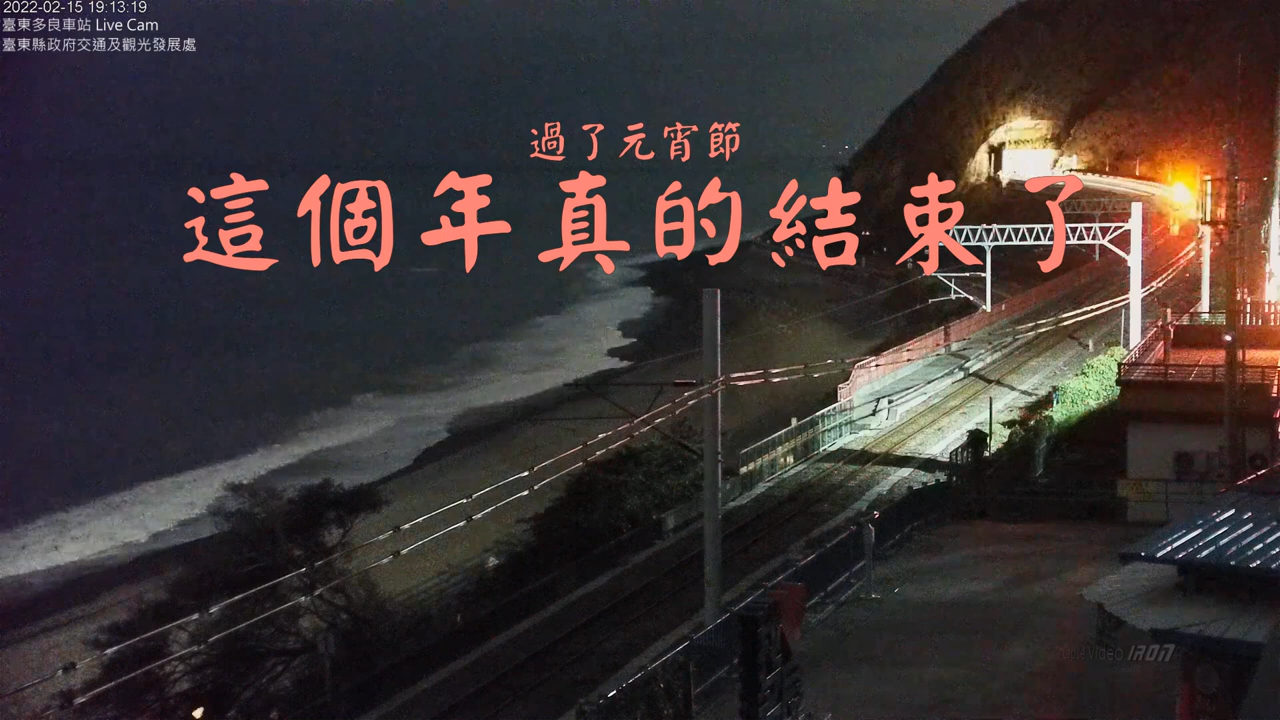 2022-02-15 19:13:19
臺東多良車站 Live Cam
臺東縣政府交通及觀光發展處
過了元宵節
這個年真的結束了
Video IRON